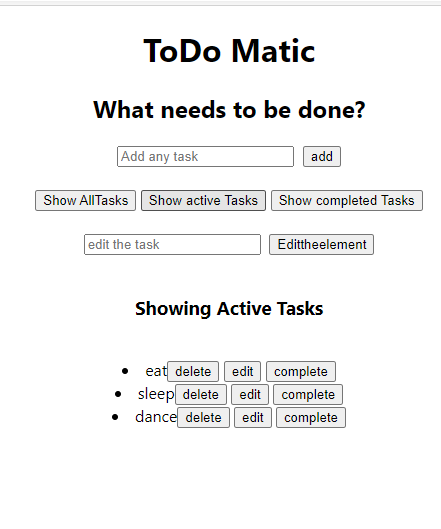 ToDo Matic
What needs to be done?
Add any task add
Show AllTasks Show active Tasks Show completed Tasks
edit the task Edittheelement
Showing Active Tasks
• eat delete edit complete
• sleep delete edit complete
• dance delete edit complete